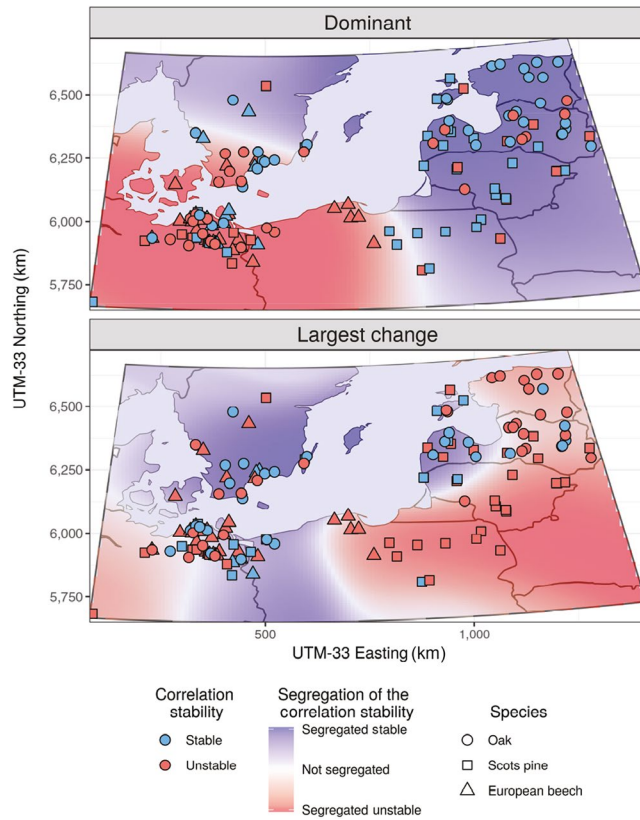 Dominant
6,500
6,250
6,000
5,750
Largest change
6,500
6,250
6,000
5,750
500
1,000
UTM-33 Northing (km)
UTM-33 Easting (km)
Correlation
stability
Stable
Unstable
Segregation of the
correlation stability
Segregated stable
Not segregated
Segregated unstable
Species
Oak
Scots pine
European beech